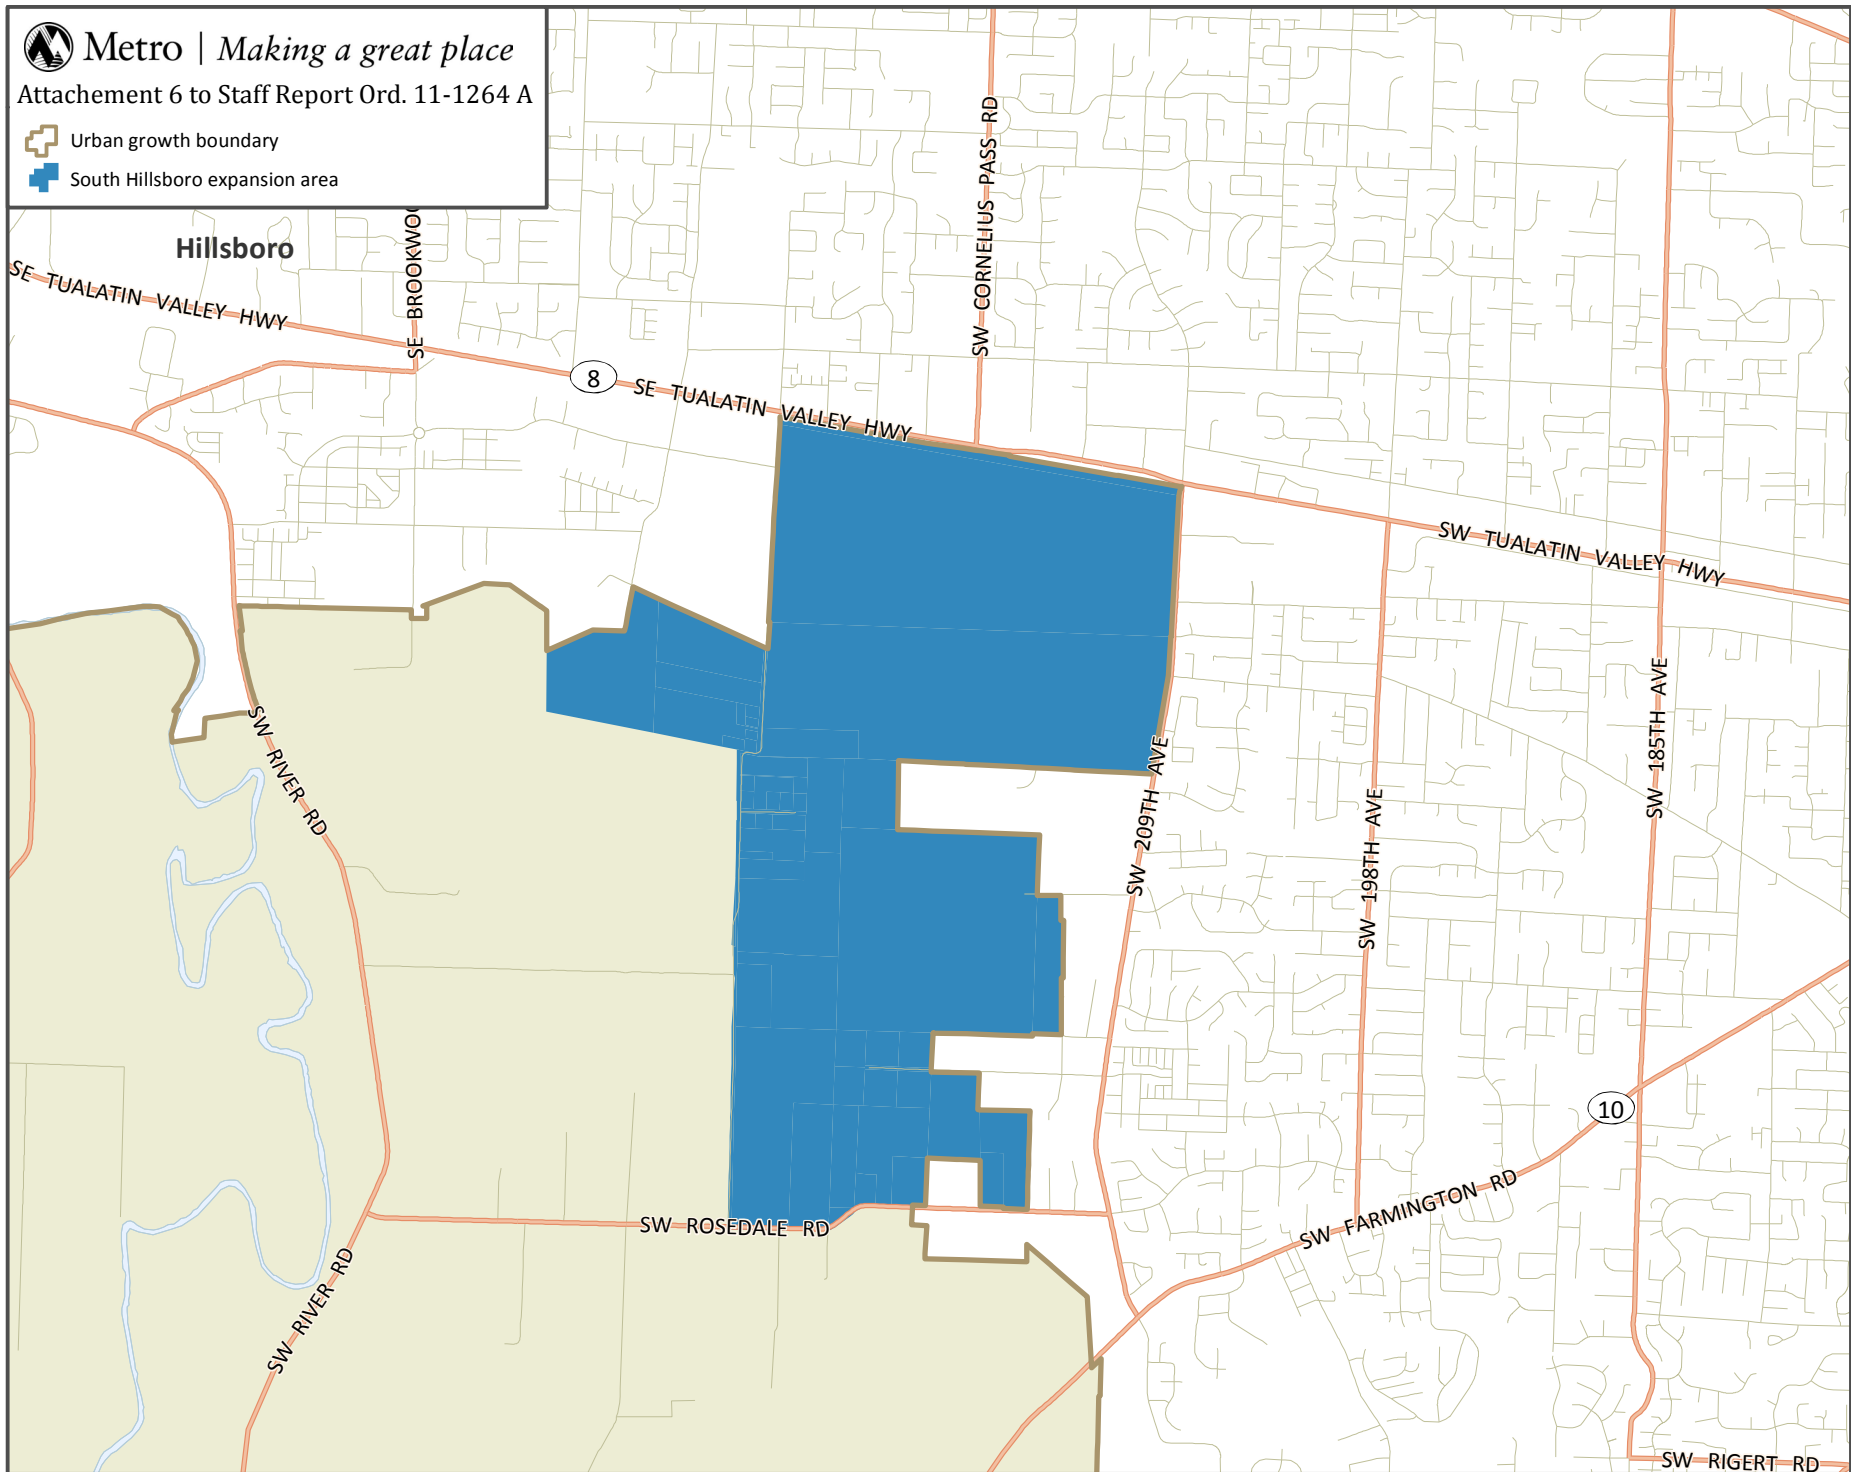 Metro | Making a great place
Attachement 6 to Staff Report Ord. 11-1264 A
Urban growth boundary
South Hillsboro expansion area
Hillsboro
SE TUALATIN VALLEY HWY
SE BROOKWOO
SW CORNELIUS PASS RD
8
SE TUALATIN VALLEY HWY
SW TUALATIN VALLEY HWY
SW RIVER RD
SW 209TH AVE
SW 198TH AVE
SW 185TH AVE
10
SW FARMINGTON RD
SW ROSEDALE RD
SW RIVER RD
SW RIGERT RD